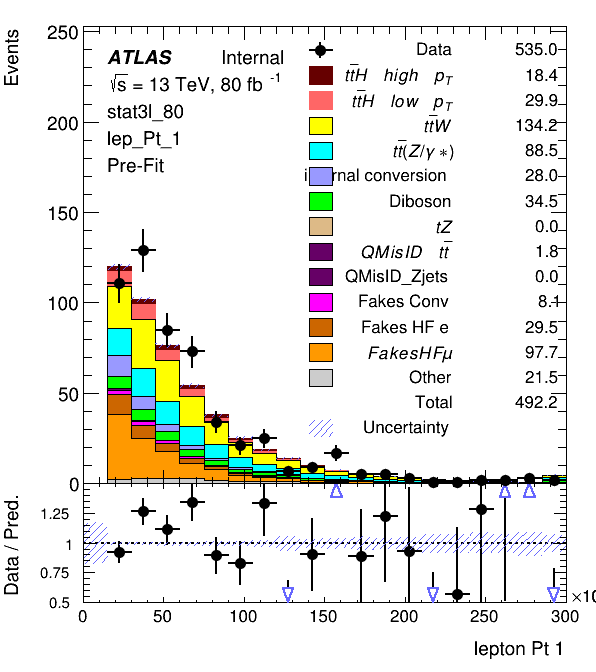 Events
250
200
150
100
50
0
ATLAS Internal
√s = 13 TeV, 80 fb -1
stat3l_80
lep_Pt_1
Pre-Fit
Data 535.0
tt̄H high pT 18.4
tt̄H low pT 29.9
tt̄W 134.2
tt̄(Z/γ*) 88.5
conversion 28.0
Diboson 34.5
tZ 0.0
QMisID tt̄ 1.8
QMisID_Zjets 0.0
Fakes Conv 8.1
Fakes HF e 29.5
FakesHFμ 97.7
Other 21.5
Total 492.2
Uncertainty
Data / Pred.
1.25
1
0.75
0.5
0 50 100 150 200 250 300
lepton Pt 1